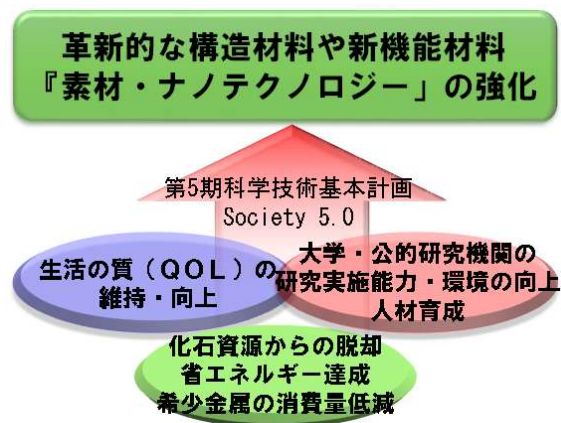 革新的な構造材料や新機能材料
『素材・ナノテクノロジー」の強化
第5期科学技術基本計画
Society 5.0
生活の質（ＱＯＬ）の
維持・向上
大学・公的研究機関の
研究実施能力・環境の向上
人材育成
化石資源からの脱却
省エネルギー達成
希少金属の消費量低減